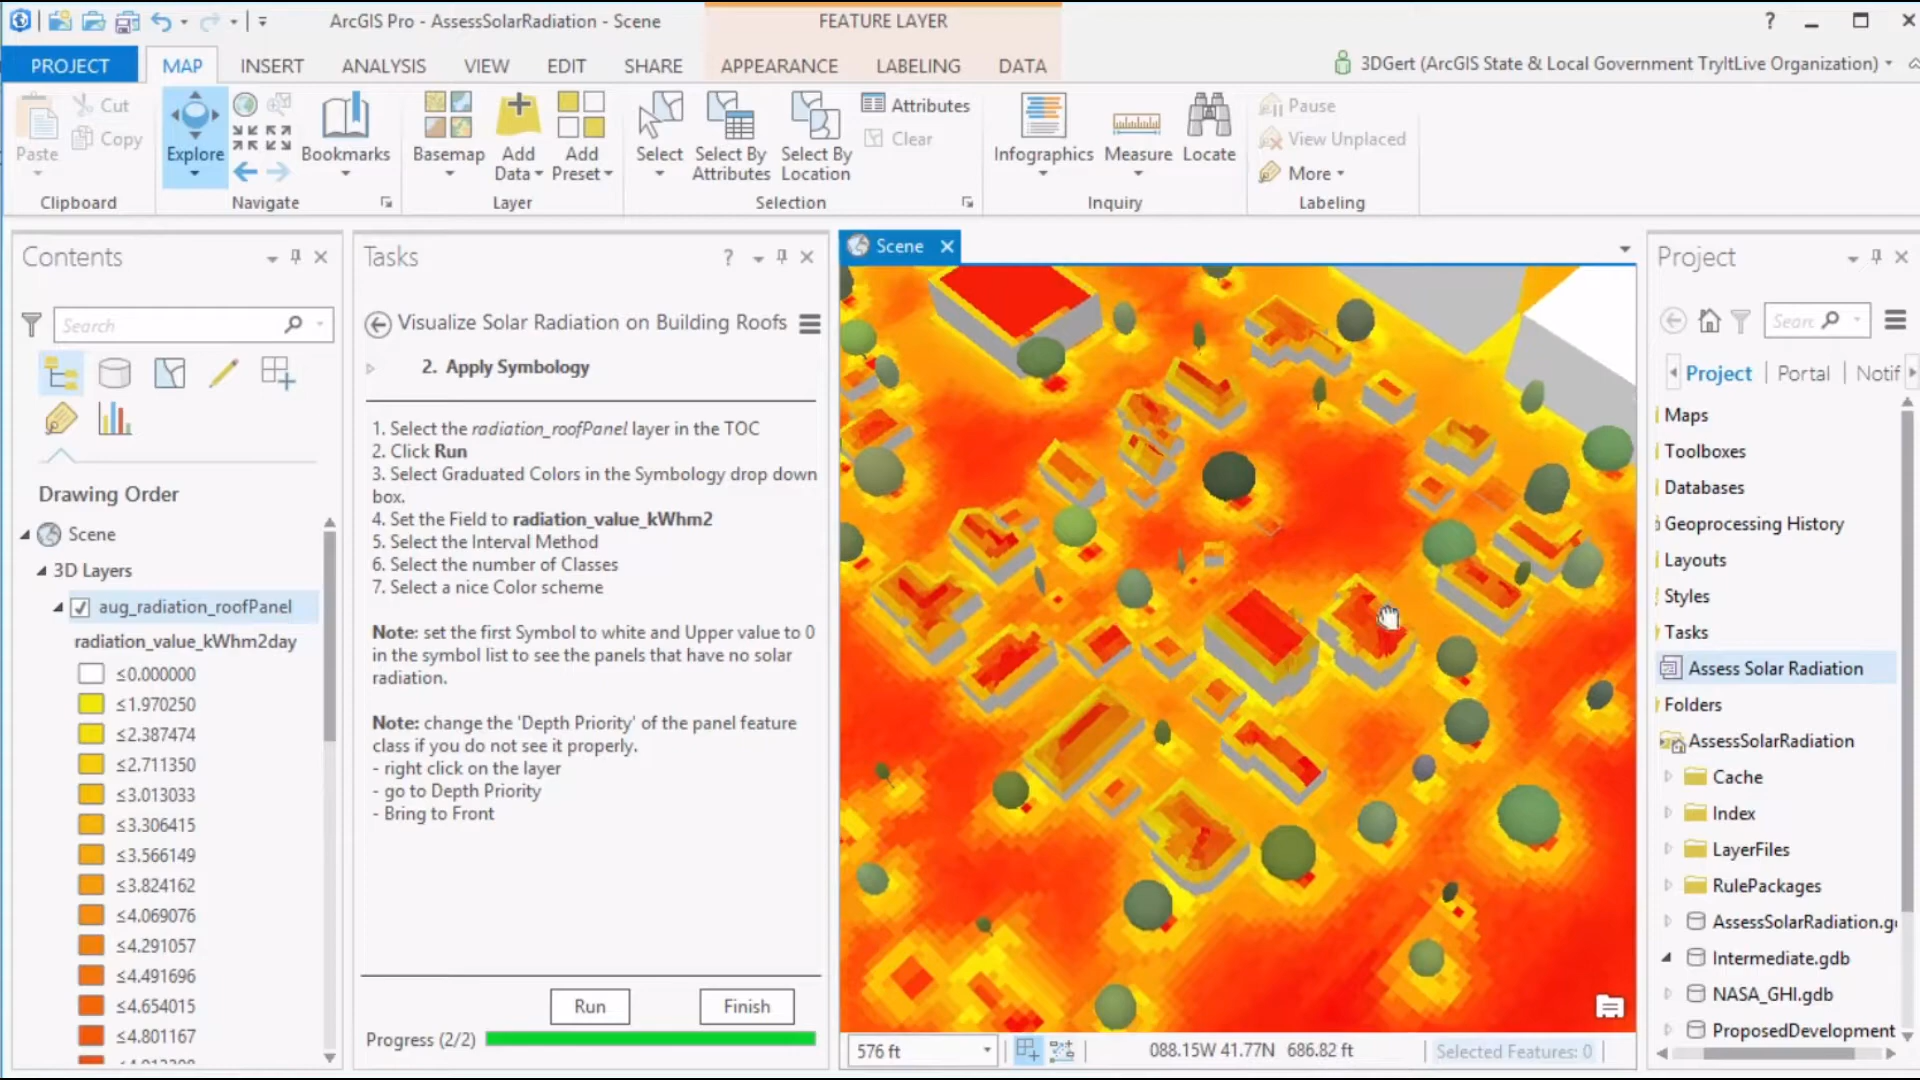 ArcGIS Pro - AssessSolarRadiation - Scene
FEATURE LAYER
?
PROJECT
MAP
INSERT
ANALYSIS
VIEW
EDIT
SHARE
APPEARANCE
LABELING
DATA
3DGert (ArcGIS State & Local Government TryItLive Organization)
Paste
Cut
Copy
Clipboard
Explore
Bookmarks
Navigate
Basemap
Add
Data
Add
Preset
Layer
Select
Select By
Attributes
Select By
Location
Attributes
Clear
Selection
Infographics
Measure
Locate
Inquiry
Pause
View Unplaced
More
Labeling
Contents
Search
Drawing Order
Scene
3D Layers
aug_radiation_roofPanel
radiation_value_kWhm2day
≤0.000000
≤1.970250
≤2.387474
≤2.711350
≤3.013033
≤3.306415
≤3.566149
≤3.824162
≤4.069076
≤4.291057
≤4.491696
≤4.654015
≤4.801167
Tasks
?
Visualize Solar Radiation on Building Roofs
2. Apply Symbology
1. Select the radiation_roofPanel layer in the TOC
2. Click Run
3. Select Graduated Colors in the Symbology drop down
box.
4. Set the Field to radiation_value_kWhm2
5. Select the Interval Method
6. Select the number of Classes
7. Select a nice Color scheme
Note: set the first Symbol to white and Upper value to 0
in the symbol list to see the panels that have no solar
radiation.
Note: change the 'Depth Priority' of the panel feature
class if you do not see it properly.
- right click on the layer
- go to Depth Priority
- Bring to Front
Run
Finish
Progress (2/2)
Scene
576 ft
088.15W 41.77N 686.82 ft
Selected Features: 0
Project
Searc
Project
Portal
Notif
Maps
Toolboxes
Databases
Geoprocessing History
Layouts
Styles
Tasks
Assess Solar Radiation
Folders
AssessSolarRadiation
Cache
Index
LayerFiles
RulePackages
AssessSolarRadiation.g
Intermediate.gdb
NASA_GHI.gdb
ProposedDevelopment